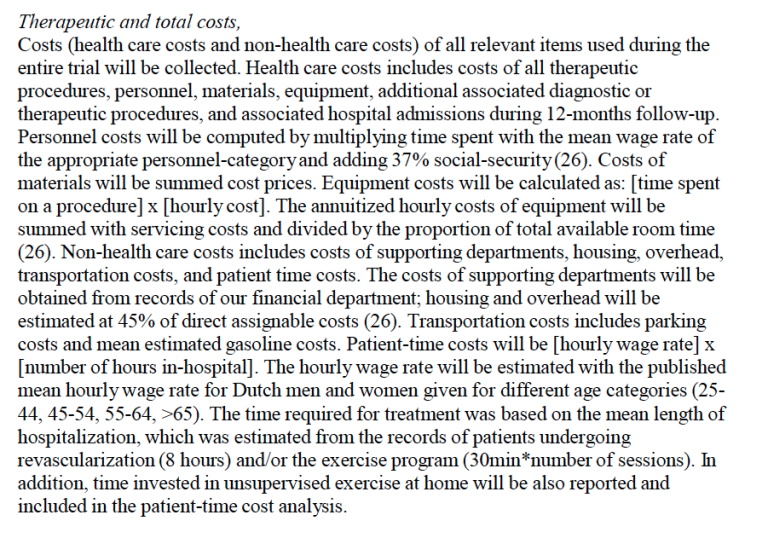 Therapeutic and total costs,
Costs (health care costs and non-health care costs) of all relevant items used during the
entire trial will be collected. Health care costs includes costs of all therapeutic
procedures, personnel, materials, equipment, additional associated diagnostic or
therapeutic procedures, and associated hospital admissions during 12-months follow-up.
Personnel costs will be computed by multiplying time spent with the mean wage rate of
the appropriate personnel-category and adding 37% social-security (26). Costs of
materials will be summed cost prices. Equipment costs will be calculated as: [time spent
on a procedure] x [hourly cost]. The annuitized hourly costs of equipment will be
summed with servicing costs and divided by the proportion of total available room time
(26). Non-health care costs includes costs of supporting departments, housing, overhead,
transportation costs, and patient time costs. The costs of supporting departments will be
obtained from records of our financial department; housing and overhead will be
estimated at 45% of direct assignable costs (26). Transportation costs includes parking
costs and mean estimated gasoline costs. Patient-time costs will be [hourly wage rate] x
[number of hours in-hospital]. The hourly wage rate will be estimated with the published
mean hourly wage rate for Dutch men and women given for different age categories (25-
44, 45-54, 55-64, >65). The time required for treatment was based on the mean length of
hospitalization, which was estimated from the records of patients undergoing
revascularization (8 hours) and/or the exercise program (30min*number of sessions). In
addition, time invested in unsupervised exercise at home will be also reported and
included in the patient-time cost analysis.